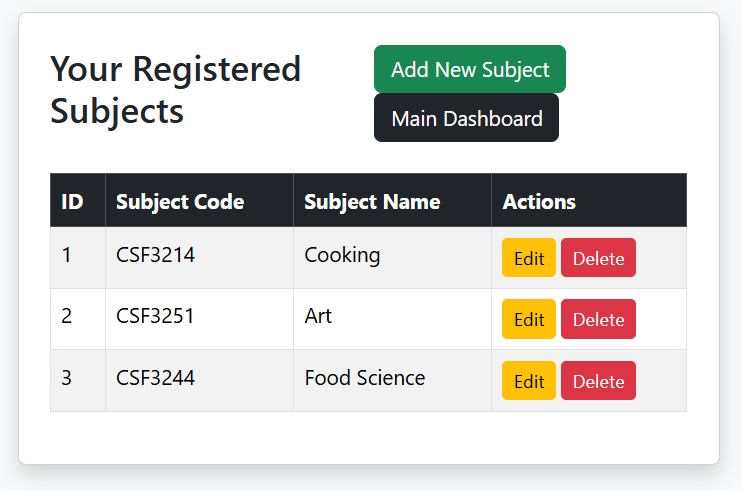 Your Registered
Subjects
Add New Subject
Main Dashboard
ID Subject Code Subject Name Actions
1 CSF3214 Cooking Edit Delete
2 CSF3251 Art Edit Delete
3 CSF3244 Food Science Edit Delete